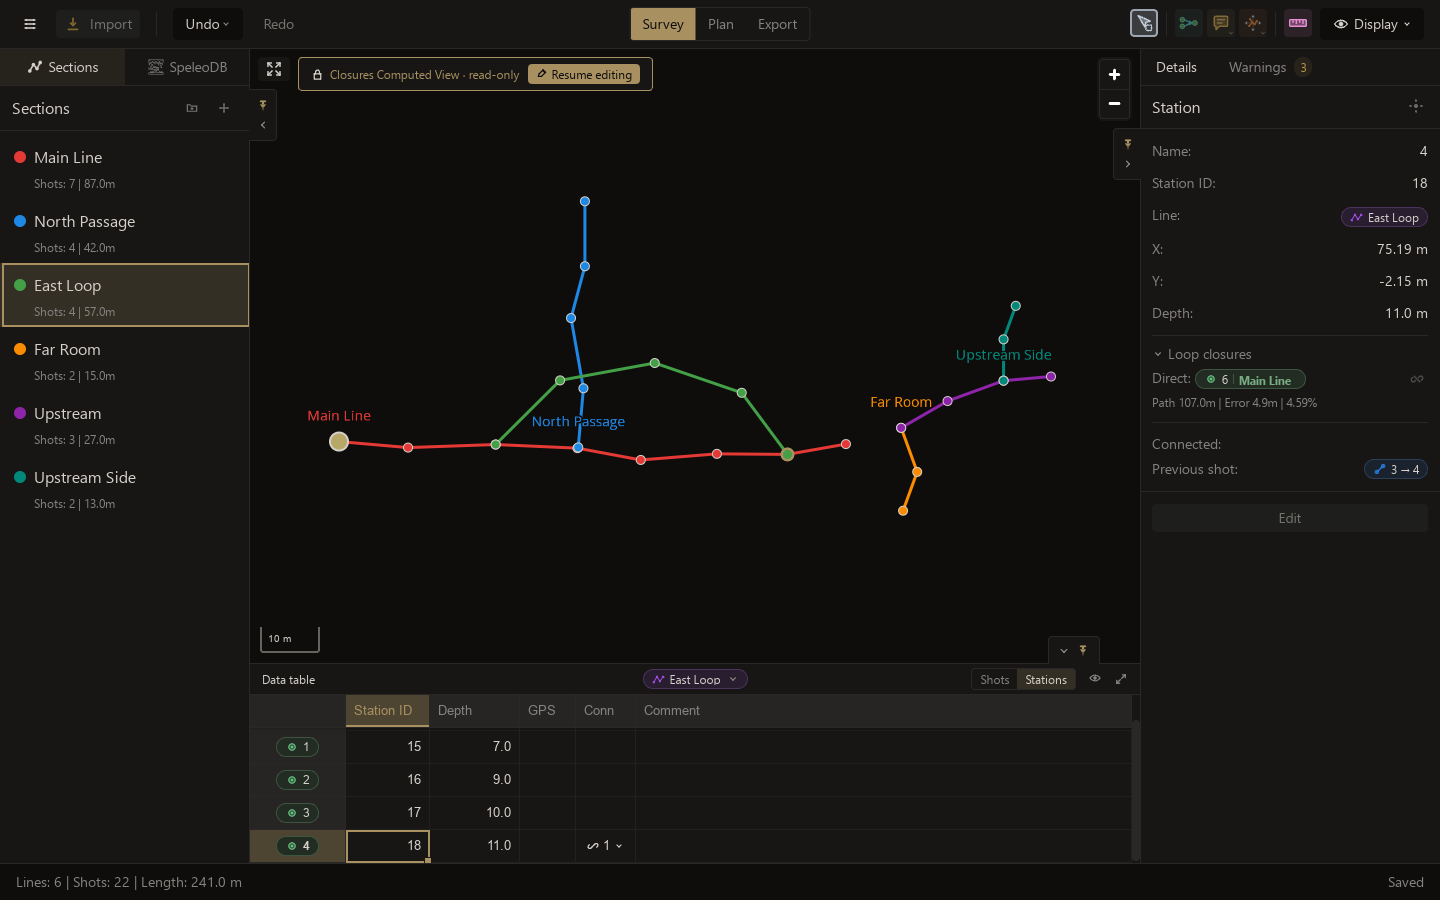 Import
Undo
Redo
Survey
Plan
Export
Display
Sections
SpeleoDB
Closures Computed View · read-only
Resume editing
Details
Warnings 3
Sections
Station
Main Line
Shots: 7 | 87.0m
North Passage
Shots: 4 | 42.0m
East Loop
Shots: 4 | 57.0m
Far Room
Shots: 2 | 15.0m
Upstream
Shots: 3 | 27.0m
Upstream Side
Shots: 2 | 13.0m
Main Line
North Passage
Far Room
Upstream Side
10 m
Name: 4
Station ID: 18
Line: East Loop
X: 75.19 m
Y: -2.15 m
Depth: 11.0 m
Loop closures
Direct: 6 | Main Line
Path 107.0m | Error 4.9m | 4.59%
Connected:
Previous shot: 3 → 4
Edit
Data table
East Loop
Shots
Stations
Station ID Depth GPS Conn Comment
1 15 7.0
2 16 9.0
3 17 10.0
4 18 11.0 1
Lines: 6 | Shots: 22 | Length: 241.0 m
Saved